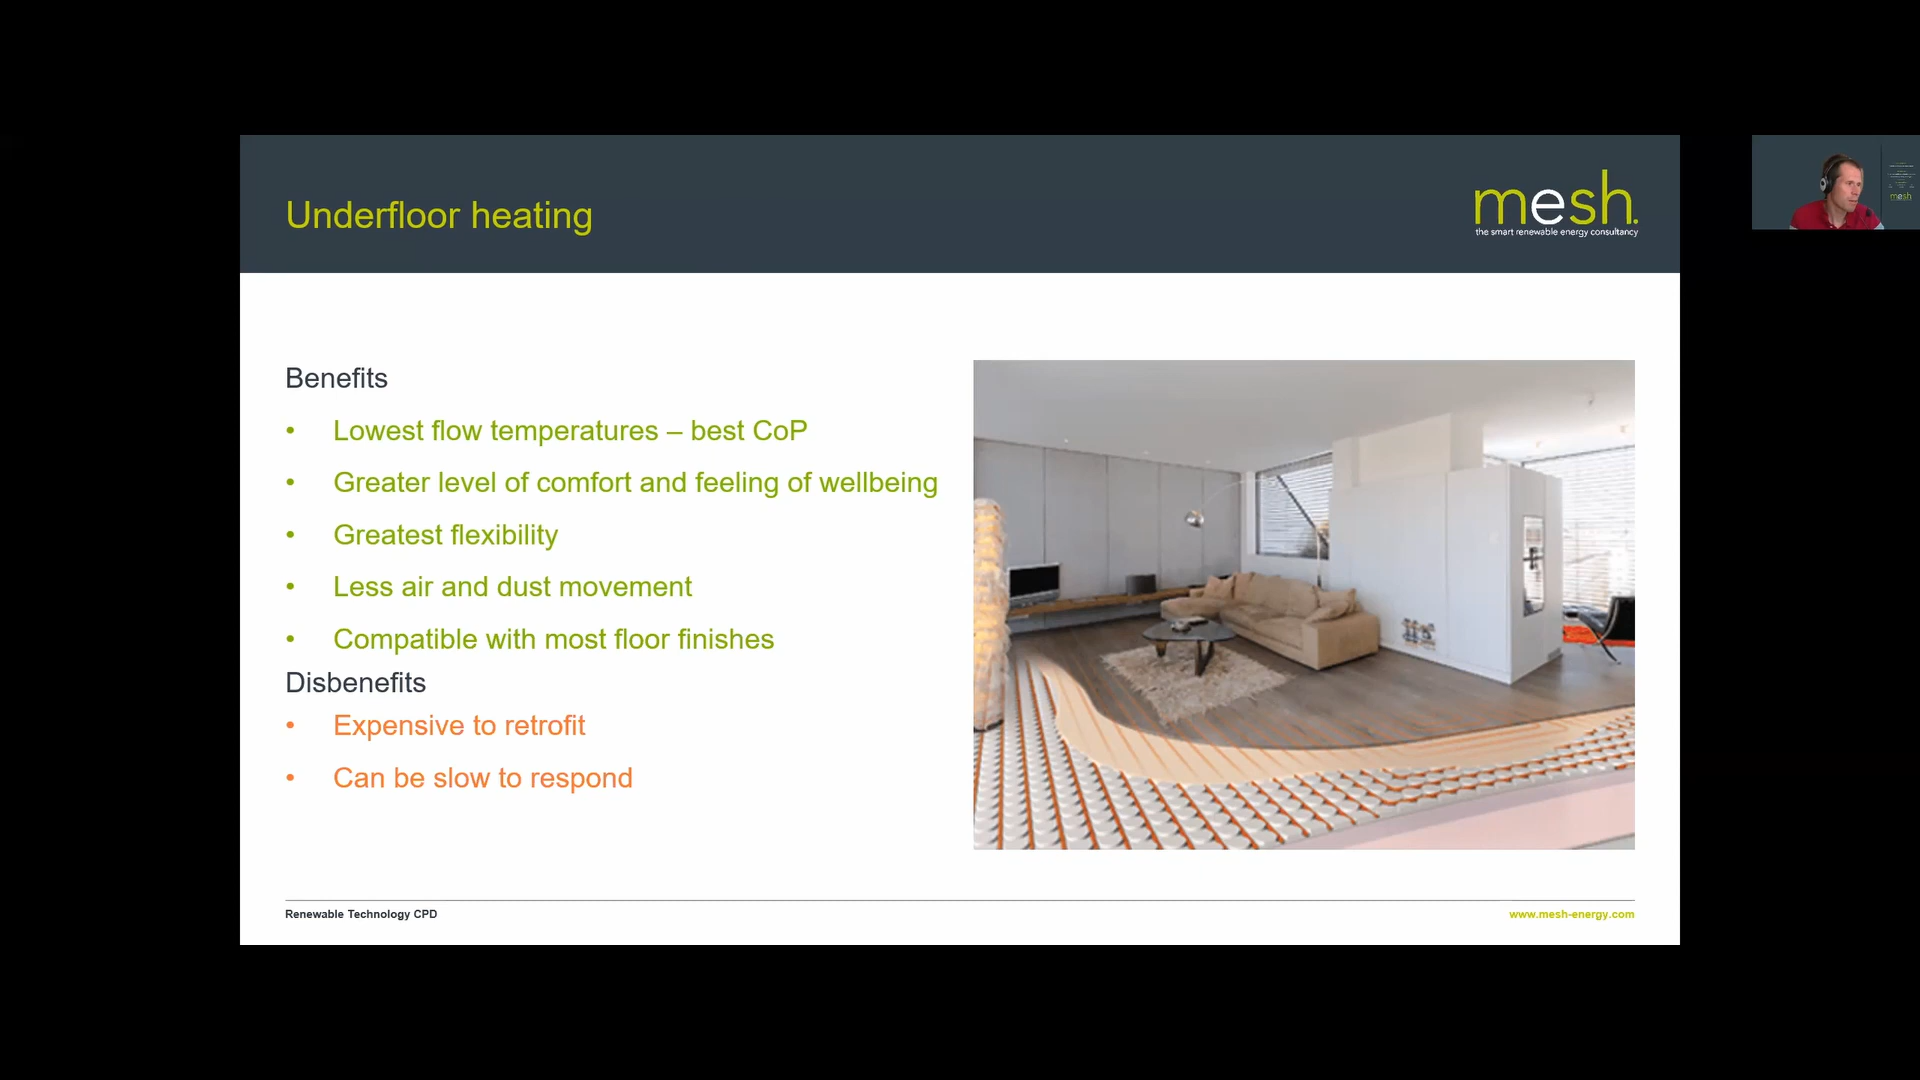 Underfloor heating
mesh.
the smart renewable energy consultancy
mesh
Benefits
• Lowest flow temperatures – best CoP
• Greater level of comfort and feeling of wellbeing
• Greatest flexibility
• Less air and dust movement
• Compatible with most floor finishes
Disbenefits
• Expensive to retrofit
• Can be slow to respond
Renewable Technology CPD
www.mesh-energy.com